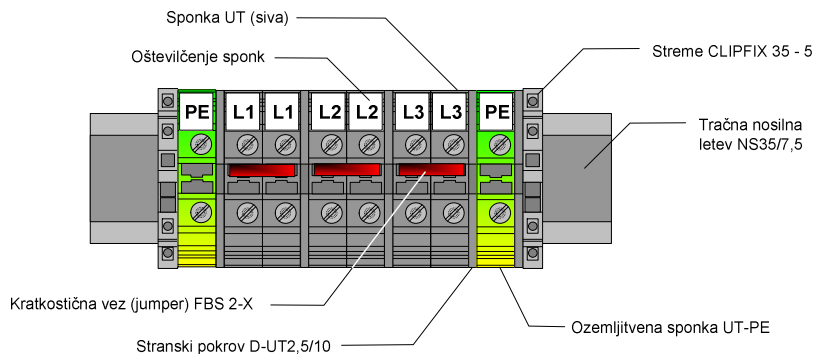 Sponka UT (siva)
Oštevilčenje sponk
Streme CLIPFIX 35 - 5
PE L1 L1 L2 L2 L3 L3 PE
Tračna nosilna
letev NS35/7,5
Kratkostična vez (jumper) FBS 2-X
Ozemljitvena sponka UT-PE
Stranski pokrov D-UT2,5/10